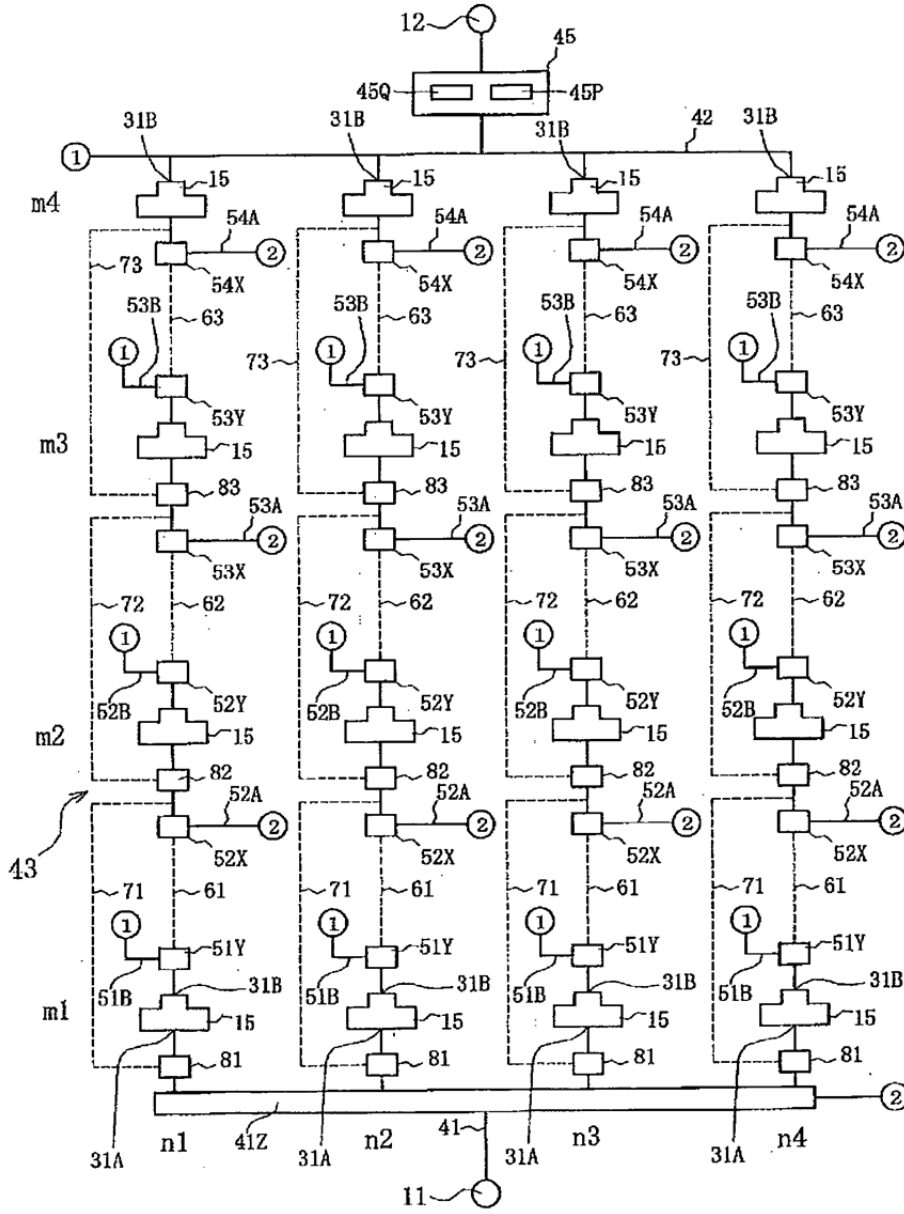 12 45
45Q 45P
31B 31B 31B 31B 42
1
m4 15 15 15 15
54A 54A 54A 54A
2 2 2 2
73 54X 54X 54X 54X
53B 63 53B 63 53B 63 53B 63
73 73 73
1 1 1 1
53Y 53Y 53Y 53Y
m3 15 15 15 15
83 83 83 83
53A 53A 53A 53A
2 2 2 2
53X 53X 53X 53X
72 62 72 62 72 62 72 62
1 1 1 1
52B 52Y 52B 52Y 52B 52Y 52B 52Y
m2 15 15 15 15
82 82 82 82
52A 52A 52A 52A
2 2 2 2
43 52X 52X 52X 52X
71 61 71 61 71 61 71 61
1 51Y 1 51Y 1 51Y 1 51Y
51B 31B 51B 31B 51B 31B 51B 31B
m1 15 15 15 15
81 81 81 81
2
n1 41Z n2 41 n3 n4
31A 31A 31A 31A
11